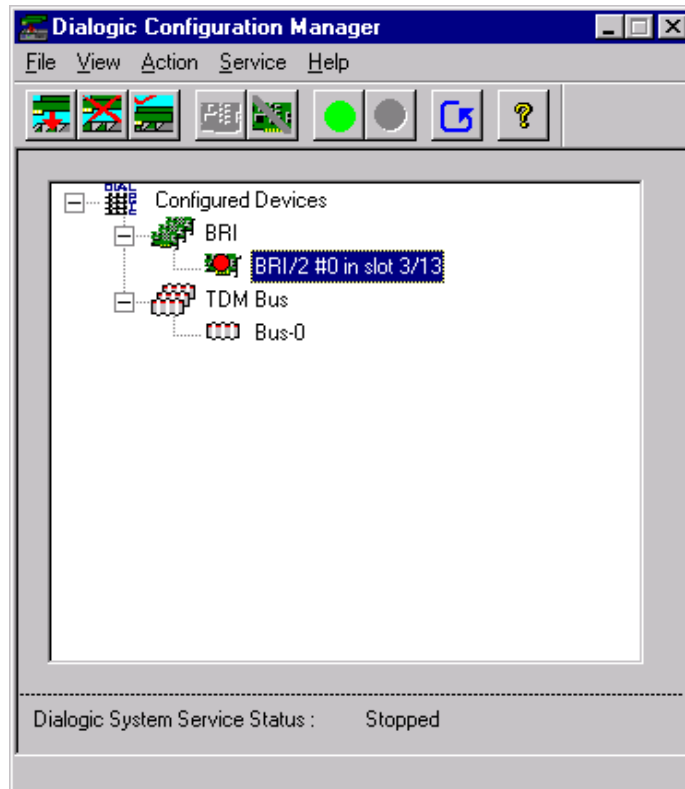 Dialogic Configuration Manager
File View Action Service Help
Configured Devices
BRI
BRI/2 #0 in slot 3/13
TDM Bus
Bus-0
Dialogic System Service Status : Stopped